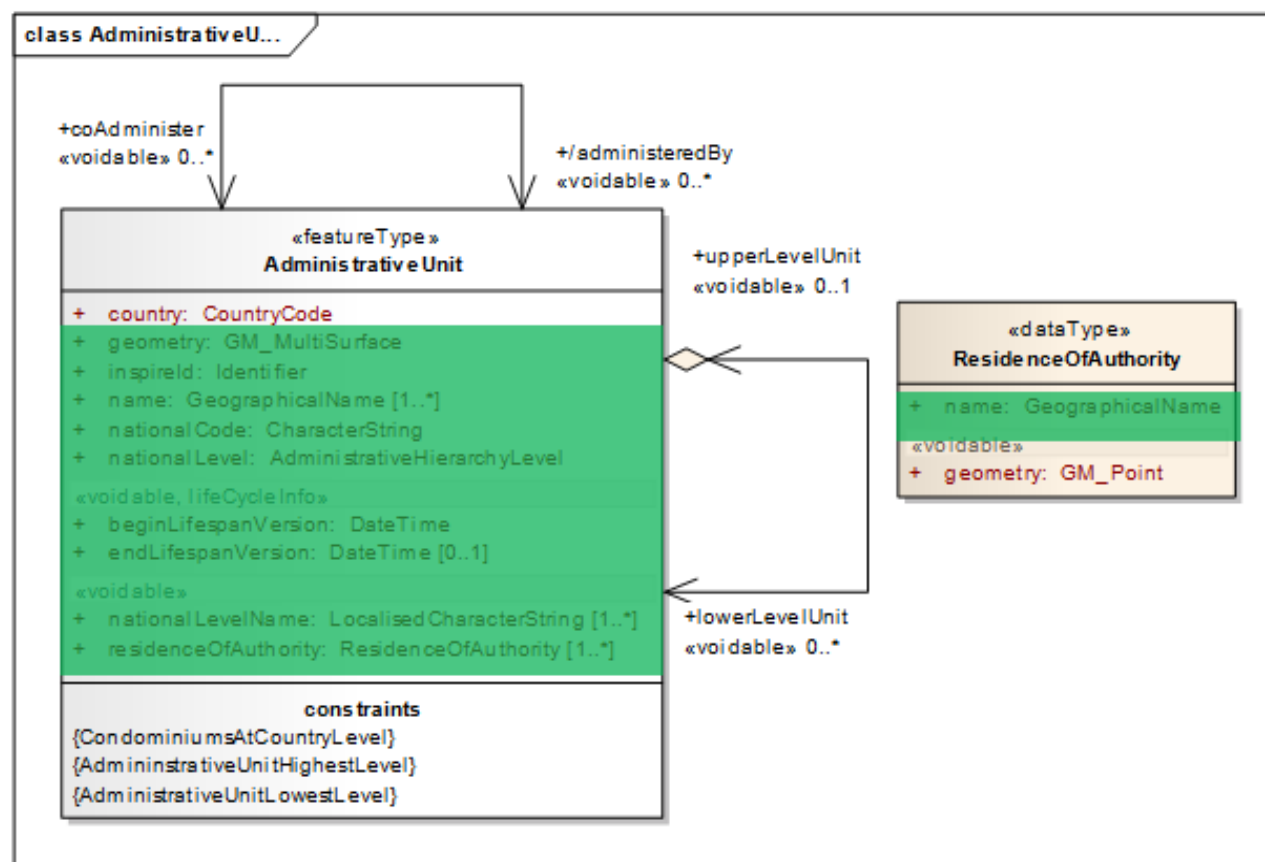 class AdministrativeU...
+coAdminister
«voidable» 0..*
+/administeredBy
«voidable» 0..*
«featureType»
AdministrativeUnit
+ country: CountryCode
+ geometry: GM_MultiSurface
+ inspireId: Identifier
+ name: GeographicalName [1..*]
+ nationalCode: CharacterString
+ nationalLevel: AdministrativeHierarchyLevel
«voidable, lifeCycleInfo»
+ beginLifespanVersion: DateTime
+ endLifespanVersion: DateTime [0..1]
«voidable»
+ nationalLevelName: LocalisedCharacterString [1..*]
+ residenceOfAuthority: ResidenceOfAuthority [1..*]
constraints
{CondominiumsAtCountryLevel}
{AdmininstrativeUnitHighestLevel}
{AdministrativeUnitLowestLevel}
+upperLevelUnit
«voidable» 0..1
+lowerLevelUnit
«voidable» 0..*
«dataType»
ResidenceOfAuthority
+ name: GeographicalName
«voidable»
+ geometry: GM_Point